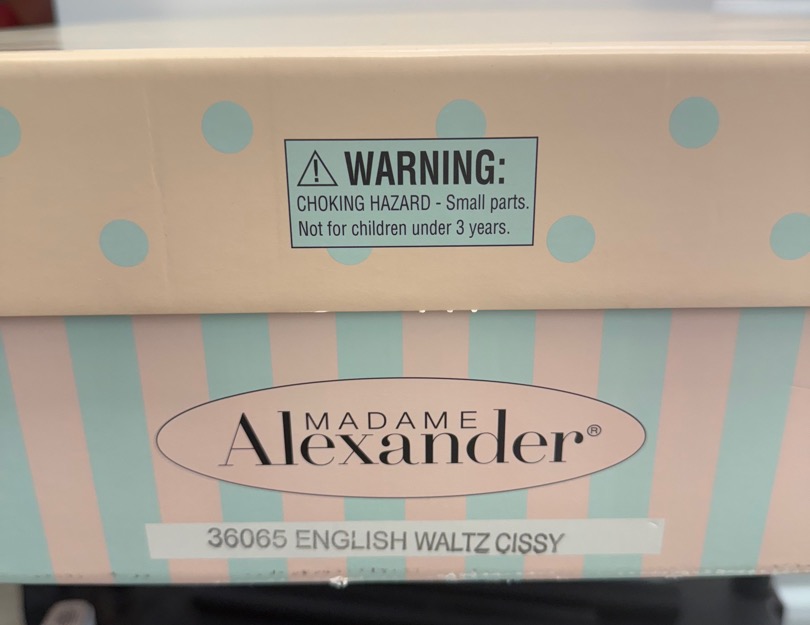 ⚠ WARNING:
CHOKING HAZARD - Small parts.
Not for children under 3 years.
MADAME
Alexander®
36065 ENGLISH WALTZ CISSY